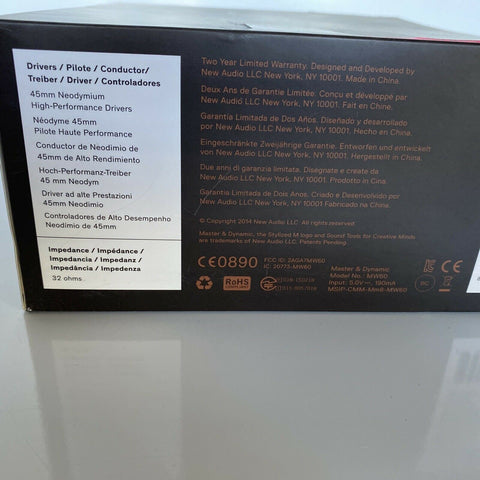 Drivers / Pilote / Conductor/
Treiber / Driver / Controladores
45mm Neodymium
High-Performance Drivers
Néodyme 45mm
Pilote Haute Performance
Conductor de Neodimio de
45mm de Alto Rendimiento
Hoch-Performanz-Treiber
45 mm Neodym
Driver ad alte Prestazioni
45mm Neodimio
Controladores de Alto Desempenho
Neodímio de 45mm
Impedance / Impédance /
Impedancia / Impedanz /
Impedância / Impedenza
32 ohms
Two Year Limited Warranty. Designed and Developed by
New Audio LLC New York, NY 10001. Made in China.
Deux Ans de Garantie Limitée. Concu et développé par
New Audio LLC New York, NY 10001. Fait en Chine.
Garantía Limitada de Dos Años. Diseñado y desarrollado
por New Audio LLC New York, NY 10001. Hecho en China.
Eingeschränkte Zweijährige Garantie. Entworfen und entwickelt
von New Audio LLC New York, NY 10001. Hergestellt in China.
Due anni di garanzia limitata. Disegnate e create da
New Audio LLC New York, NY 10001. Prodotto in Cina.
Garantia Limitada de Dois Anos. Criado e Desenvolvido por
New Audio LLC New York, NY 10001 Fabricado na China.
© Copyright 2014 New Audio LLC. All rights reserved.
Master & Dynamic, the Stylized M logo and Sound Tools for Creative Minds
are trademarks of New Audio LLC, Patents Pending.
CE0890
FCC ID: 2AGA7MW60
IC: 20773-MW60
RoHS
Master & Dynamic
Model No.: MW60
Input: 5.0V⎓, 190mA
MSIP-CMM-Mm6-MW60
BC
CE